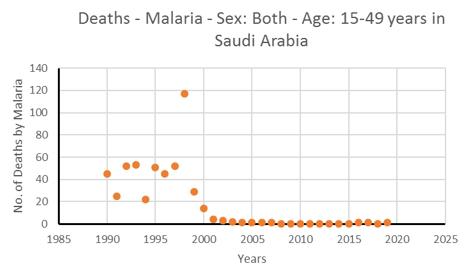 Deaths - Malaria - Sex: Both - Age: 15-49 years in
Saudi Arabia
No. of Deaths by Malaria
140
120
100
80
60
40
20
0
1985 1990 1995 2000 2005 2010 2015 2020 2025
Years